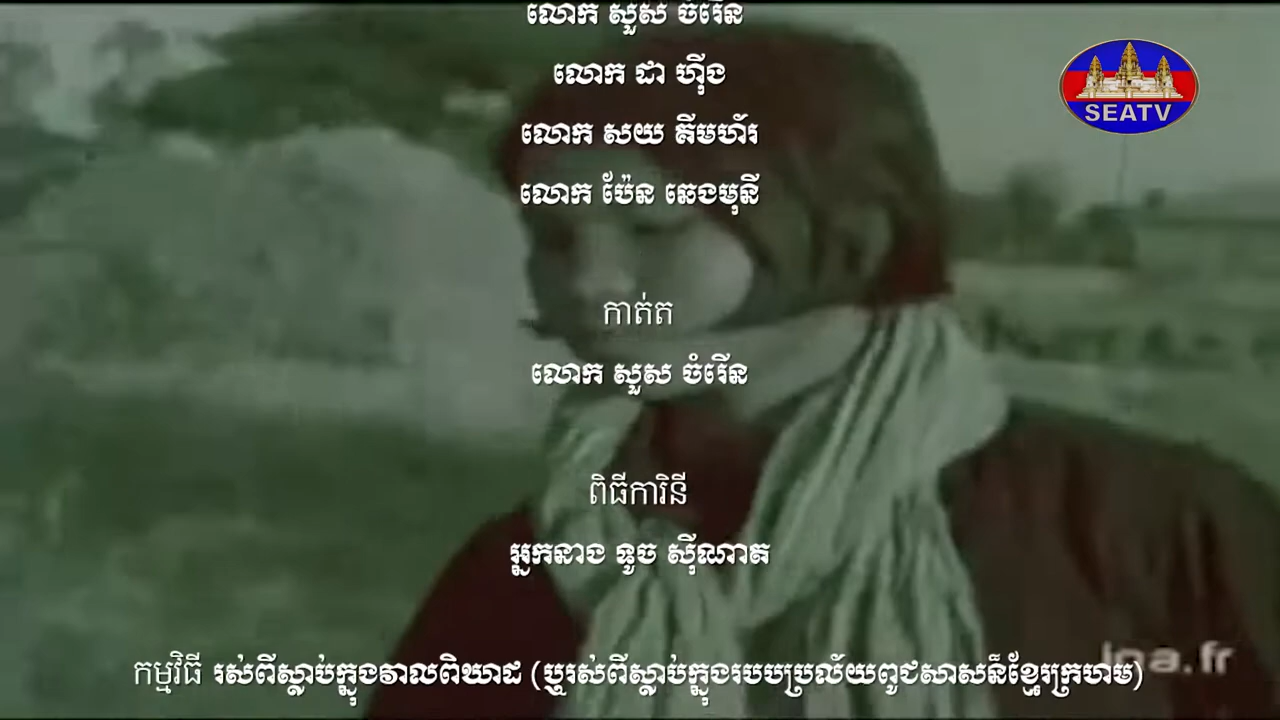 លោក សួស ចំរើន
លោក ដា ហ៊ីង
លោក សយ តឹមហ័រ
លោក ប៉ែន ឆេងមុនី
កាត់ត
លោក សួស ចំរើន
ពិធីការិនី
អ្នកនាង ទូច ស៊ីណាត
កម្មវិធី រស់ពីស្លាប់ក្នុងវាលពិឃាដ (ឬរស់ពីស្លាប់ក្នុងរបបប្រល័យពូជសាសន៍ខ្មែរក្រហម)
SEATV
ina.fr